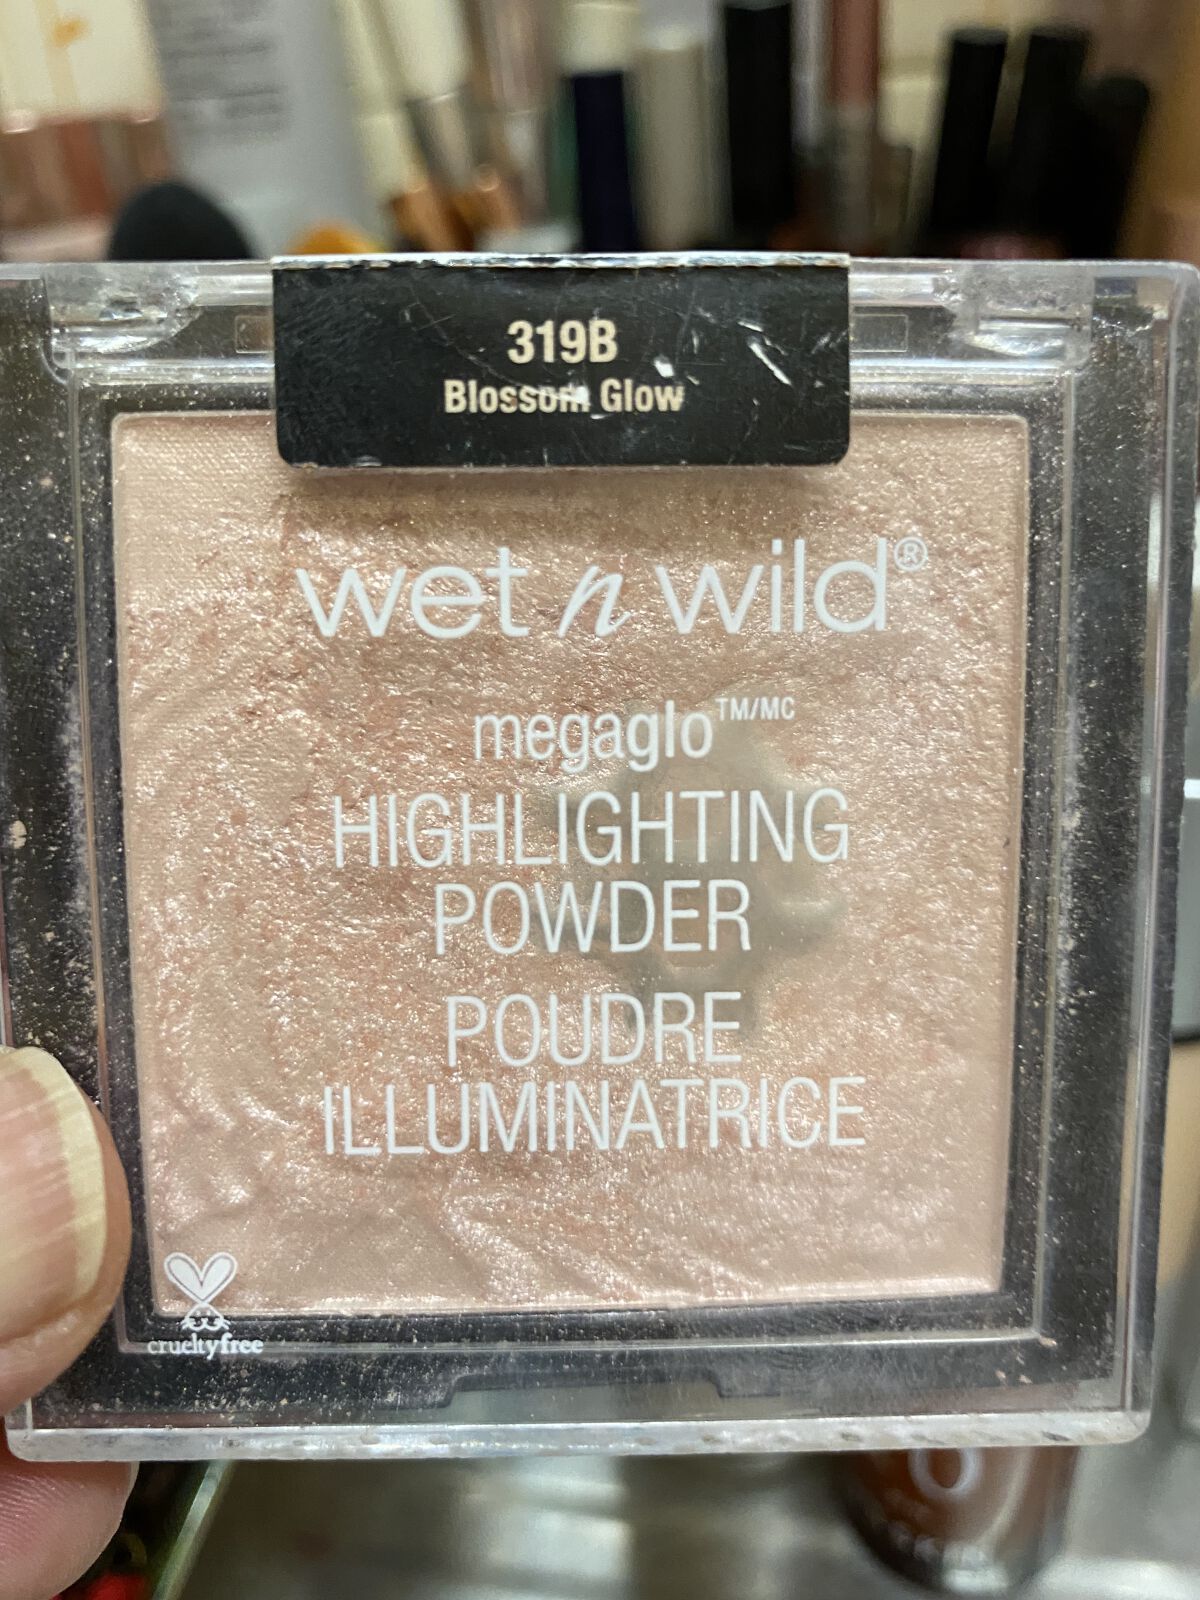 319B
Blossom Glow
wet n wild®
megaglo™/MC
HIGHLIGHTING
POWDER
POUDRE
ILLUMINATRICE
crueltyfree